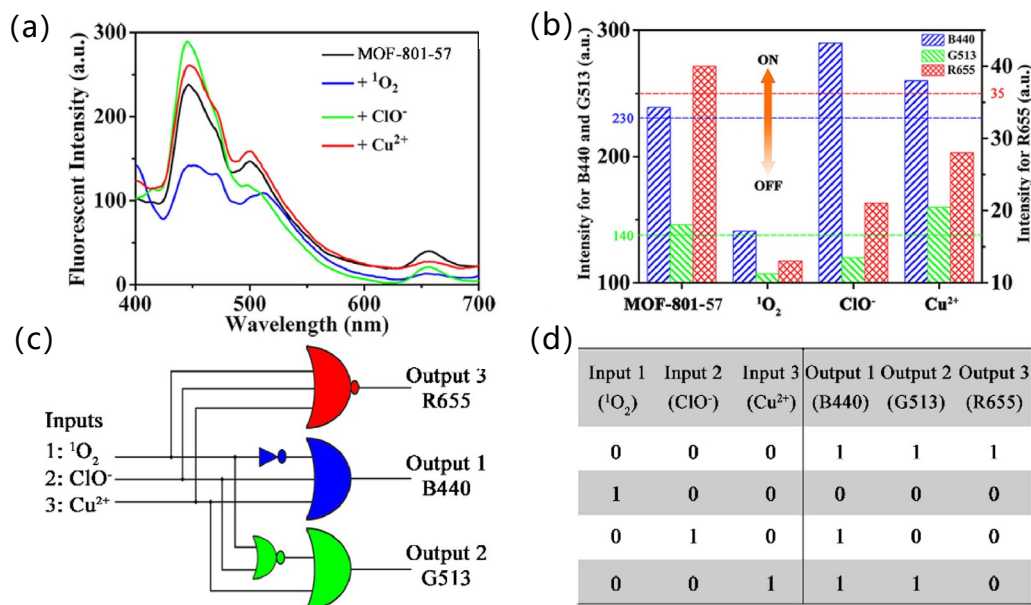 (a)
Fluorescent Intensity (a.u.)
300
200
100
0
400 500 600 700
Wavelength (nm)
MOF-801-57
+ ¹O₂
+ ClO⁻
+ Cu²⁺
(b)
Intensity for B440 and G513 (a.u.)
300
230
200
140
100
B440
G513
R655
ON
OFF
40
35
30
20
10
Intensity for R655 (a.u.)
MOF-801-57 ¹O₂ ClO⁻ Cu²⁺
(c)
Inputs
1: ¹O₂
2: ClO⁻
3: Cu²⁺
Output 3
R655
Output 1
B440
Output 2
G513
(d)
Input 1 Input 2 Input 3 Output 1 Output 2 Output 3
(¹O₂) (ClO⁻) (Cu²⁺) (B440) (G513) (R655)
0 0 0 1 1 1
1 0 0 0 0 0
0 1 0 1 0 0
0 0 1 1 1 0